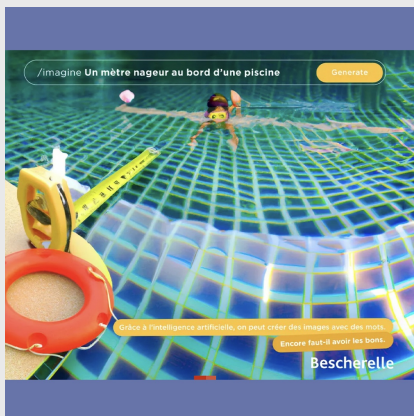 /imagine Un mètre nageur au bord d'une piscine
Generate
Grâce à l'intelligence artificielle, on peut créer des images avec des mots.
Encore faut-il avoir les bons.
Bescherelle